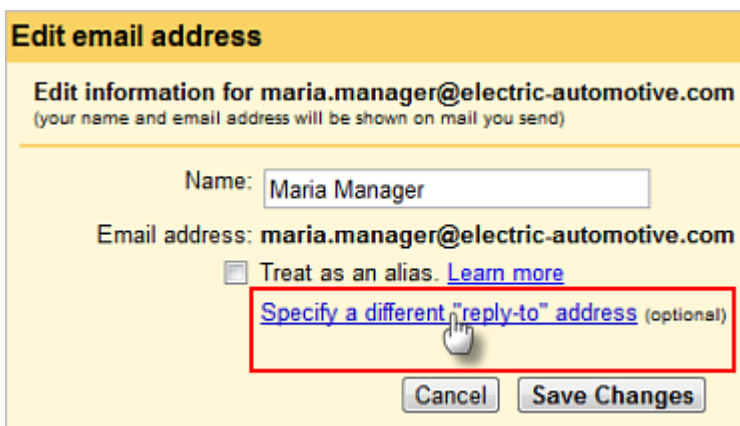 Edit email address
Edit information for maria.manager@electric-automotive.com
(your name and email address will be shown on mail you send)
Name: Maria Manager
Email address: maria.manager@electric-automotive.com
Treat as an alias. Learn more
Specify a different "reply-to" address (optional)
Cancel Save Changes